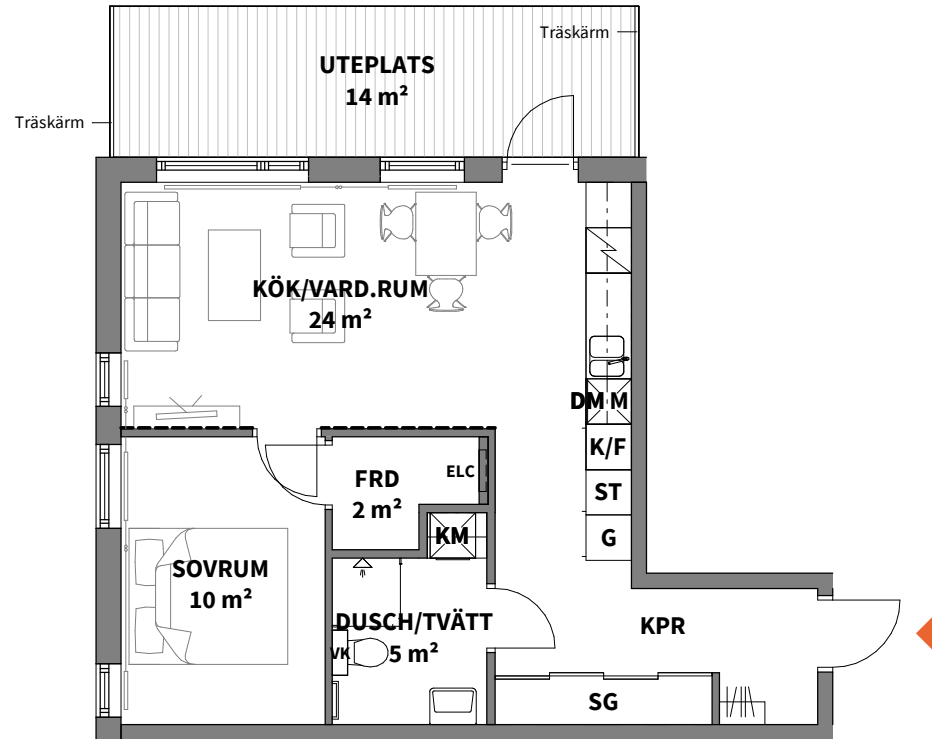 Träskärm
UTEPLATS
14 m²
Träskärm
KÖK/VARD.RUM
24 m²
DM M
K/F
FRD
2 m²
ELC
ST
KM
G
SOVRUM
10 m²
DUSCH/TVÄTT
5 m²
VK
KPR
SG